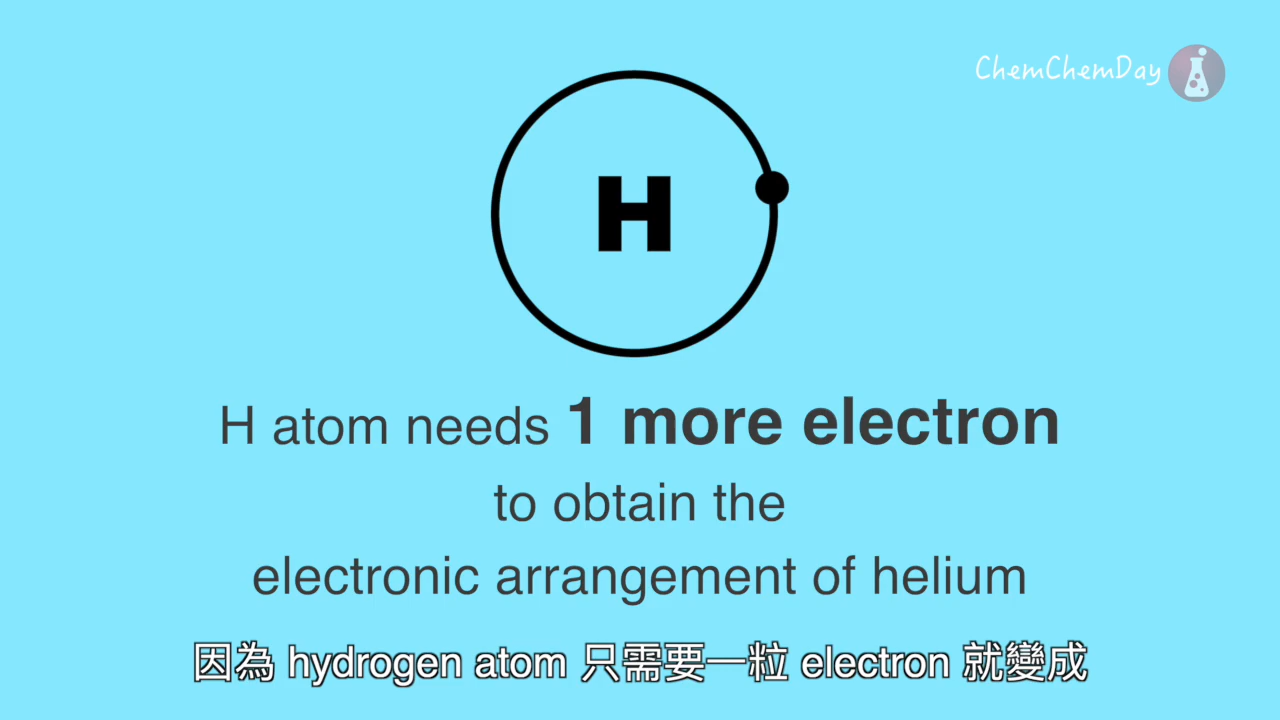 ChemChemDay
H
H atom needs 1 more electron
to obtain the
electronic arrangement of helium
因為 hydrogen atom 只需要一粒 electron 就變成